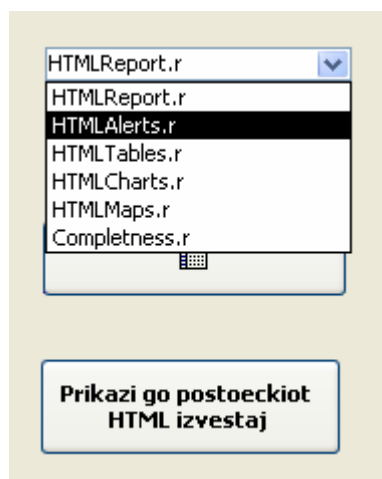 HTMLReport.r
HTMLReport.r
HTMLAlerts.r
HTMLTables.r
HTMLCharts.r
HTMLMaps.r
Completness.r
Prikazi go postoeckiot
HTML izvestaj